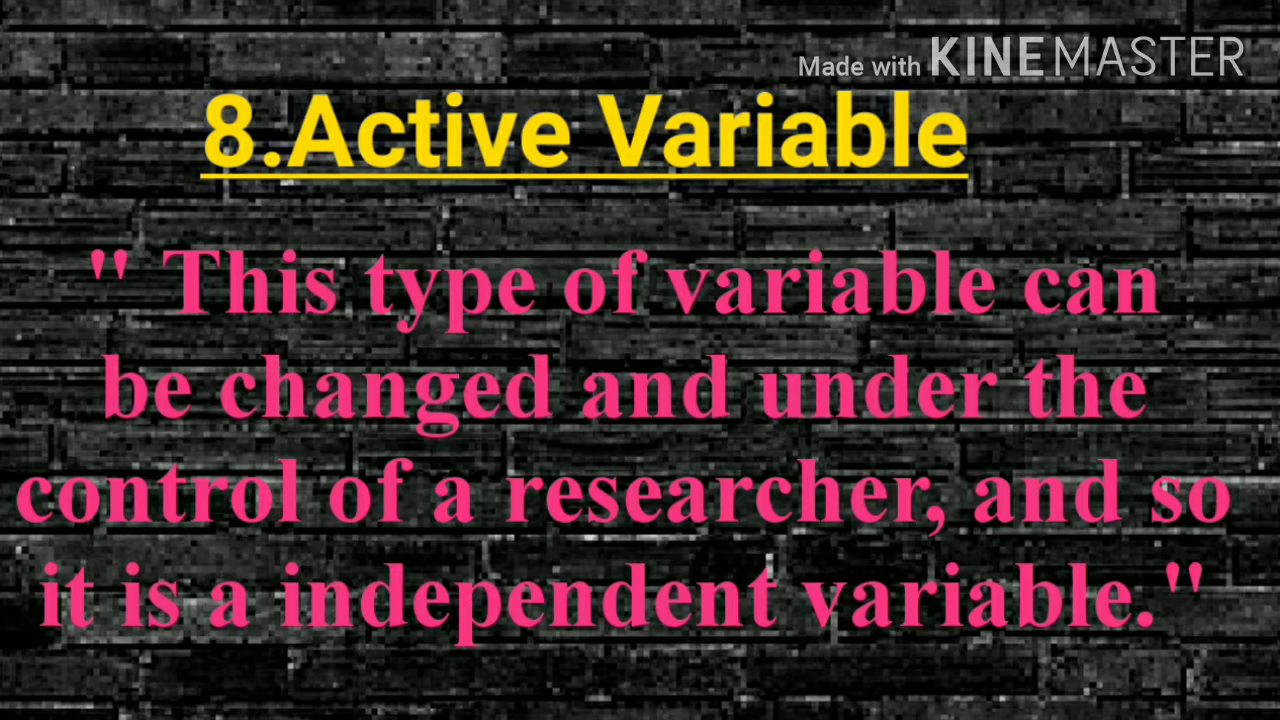 Made with KINEMASTER
8.Active Variable
" This type of variable can
be changed and under the
control of a researcher, and so
it is a independent variable."